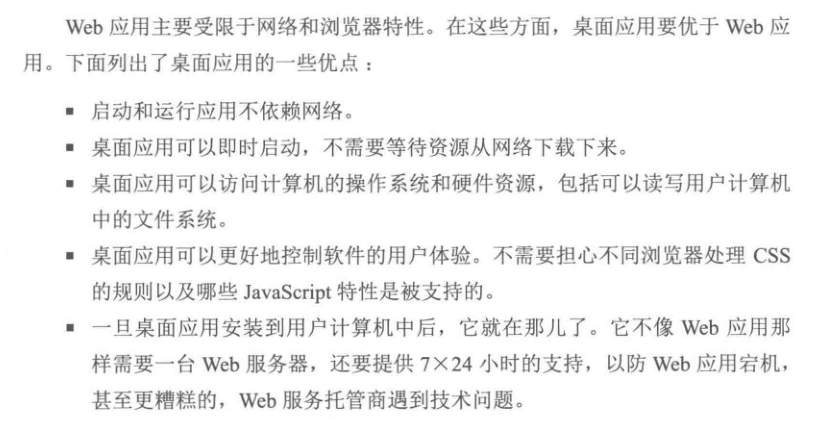 Web 应用主要受限于网络和浏览器特性。在这些方面，桌面应用要优于 Web 应
用。下面列出了桌面应用的一些优点：
■ 启动和运行应用不依赖网络。
■ 桌面应用可以即时启动，不需要等待资源从网络下载下来。
■ 桌面应用可以访问计算机的操作系统和硬件资源，包括可以读写用户计算机
中的文件系统。
■ 桌面应用可以更好地控制软件的用户体验。不需要担心不同浏览器处理 CSS
的规则以及哪些 JavaScript 特性是被支持的。
■ 一旦桌面应用安装到用户计算机中后，它就在那儿了。它不像 Web 应用那
样需要一台 Web 服务器，还要提供 7×24 小时的支持，以防 Web 应用宕机，
甚至更糟糕的，Web 服务托管商遇到技术问题。